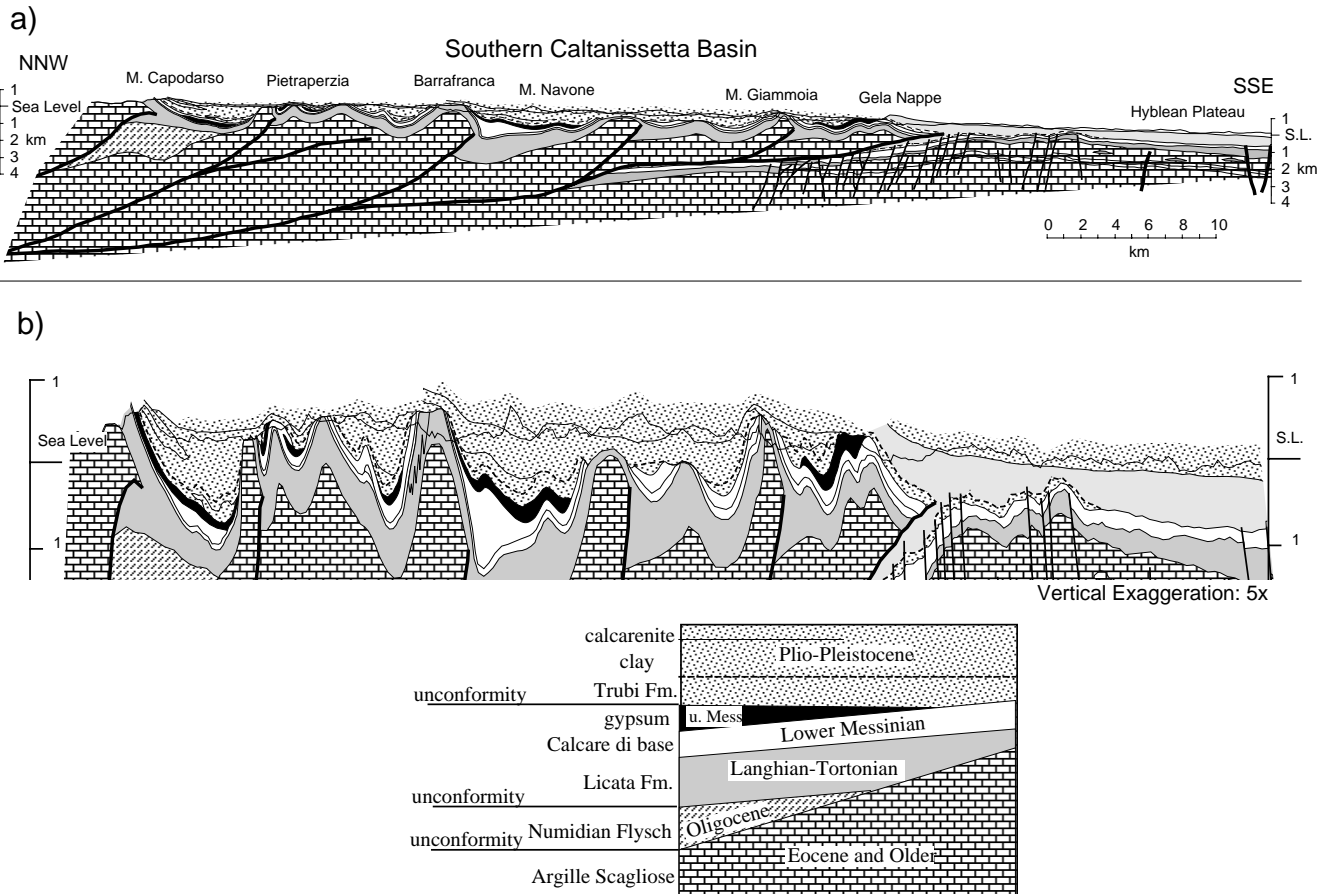 a)
Southern Caltanissetta Basin
NNW
SSE
M. Capodarso
Pietraperzia
Barrafranca
M. Navone
M. Giammoia
Gela Nappe
Hyblean Plateau
1
Sea Level
1
2 km
3
4
1
S.L.
1
2 km
3
4
0 2 4 6 8 10
km
b)
1
Sea Level
1
1
S.L.
1
Vertical Exaggeration: 5x
calcarenite
clay
Plio-Pleistocene
unconformity
Trubi Fm.
gypsum
u. Mess
Calcare di base
Lower Messinian
Licata Fm.
Langhian-Tortonian
unconformity
Oligocene
unconformity
Numidian Flysch
Eocene and Older
Argille Scagliose